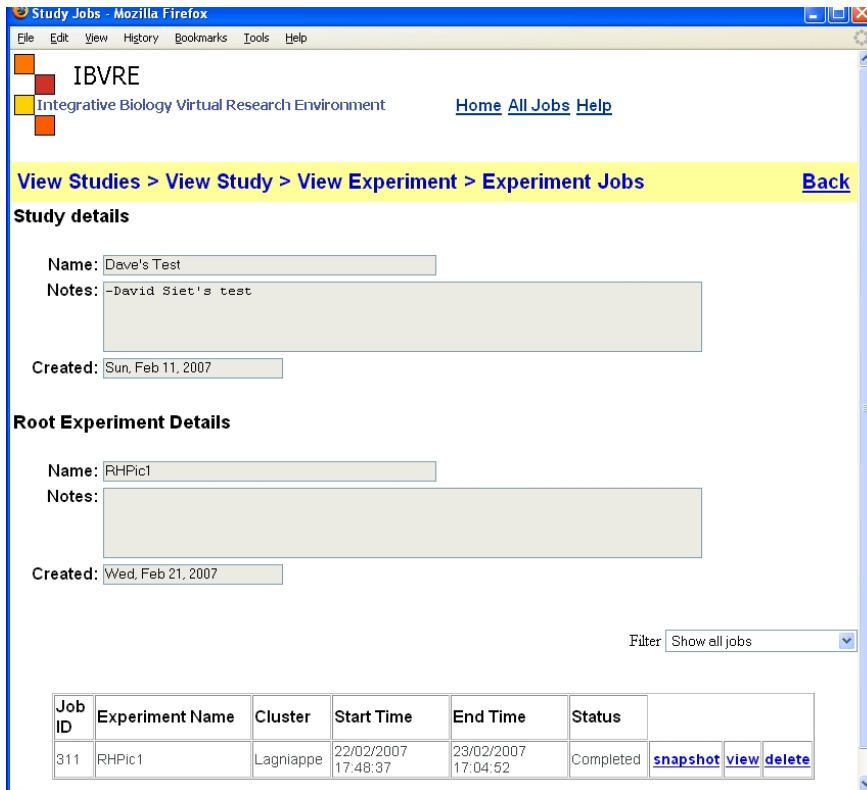 Study Jobs - Mozilla Firefox
File Edit View History Bookmarks Tools Help
IBVRE
Integrative Biology Virtual Research Environment
Home All Jobs Help
View Studies > View Study > View Experiment > Experiment Jobs Back
Study details
Name: Dave's Test
Notes: -David Siet's test
Created: Sun, Feb 11, 2007
Root Experiment Details
Name: RHPic1
Notes:
Created: Wed, Feb 21, 2007
Filter Show all jobs
Job ID Experiment Name Cluster Start Time End Time Status
311 RHPic1 Lagniappe 22/02/2007 17:48:37 23/02/2007 17:04:52 Completed snapshot view delete